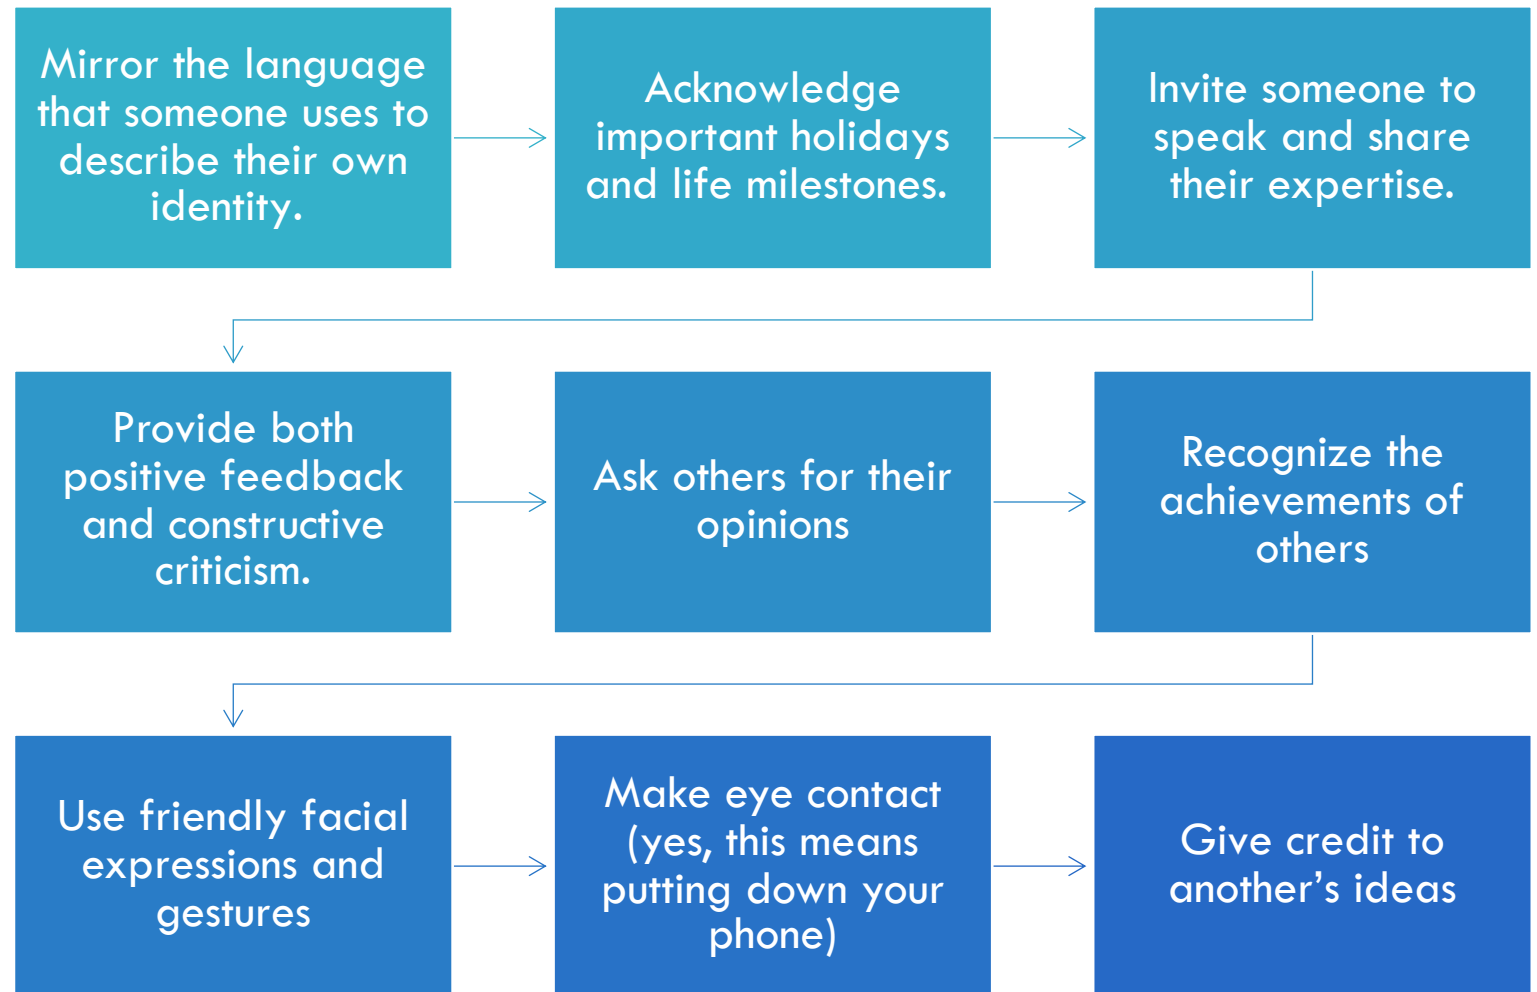 Mirror the language
that someone uses to
describe their own
identity.
Acknowledge
important holidays
and life milestones.
Invite someone to
speak and share
their expertise.
Provide both
positive feedback
and constructive
criticism.
Ask others for their
opinions
Recognize the
achievements of
others
Use friendly facial
expressions and
gestures
Make eye contact
(yes, this means
putting down your
phone)
Give credit to
another’s ideas